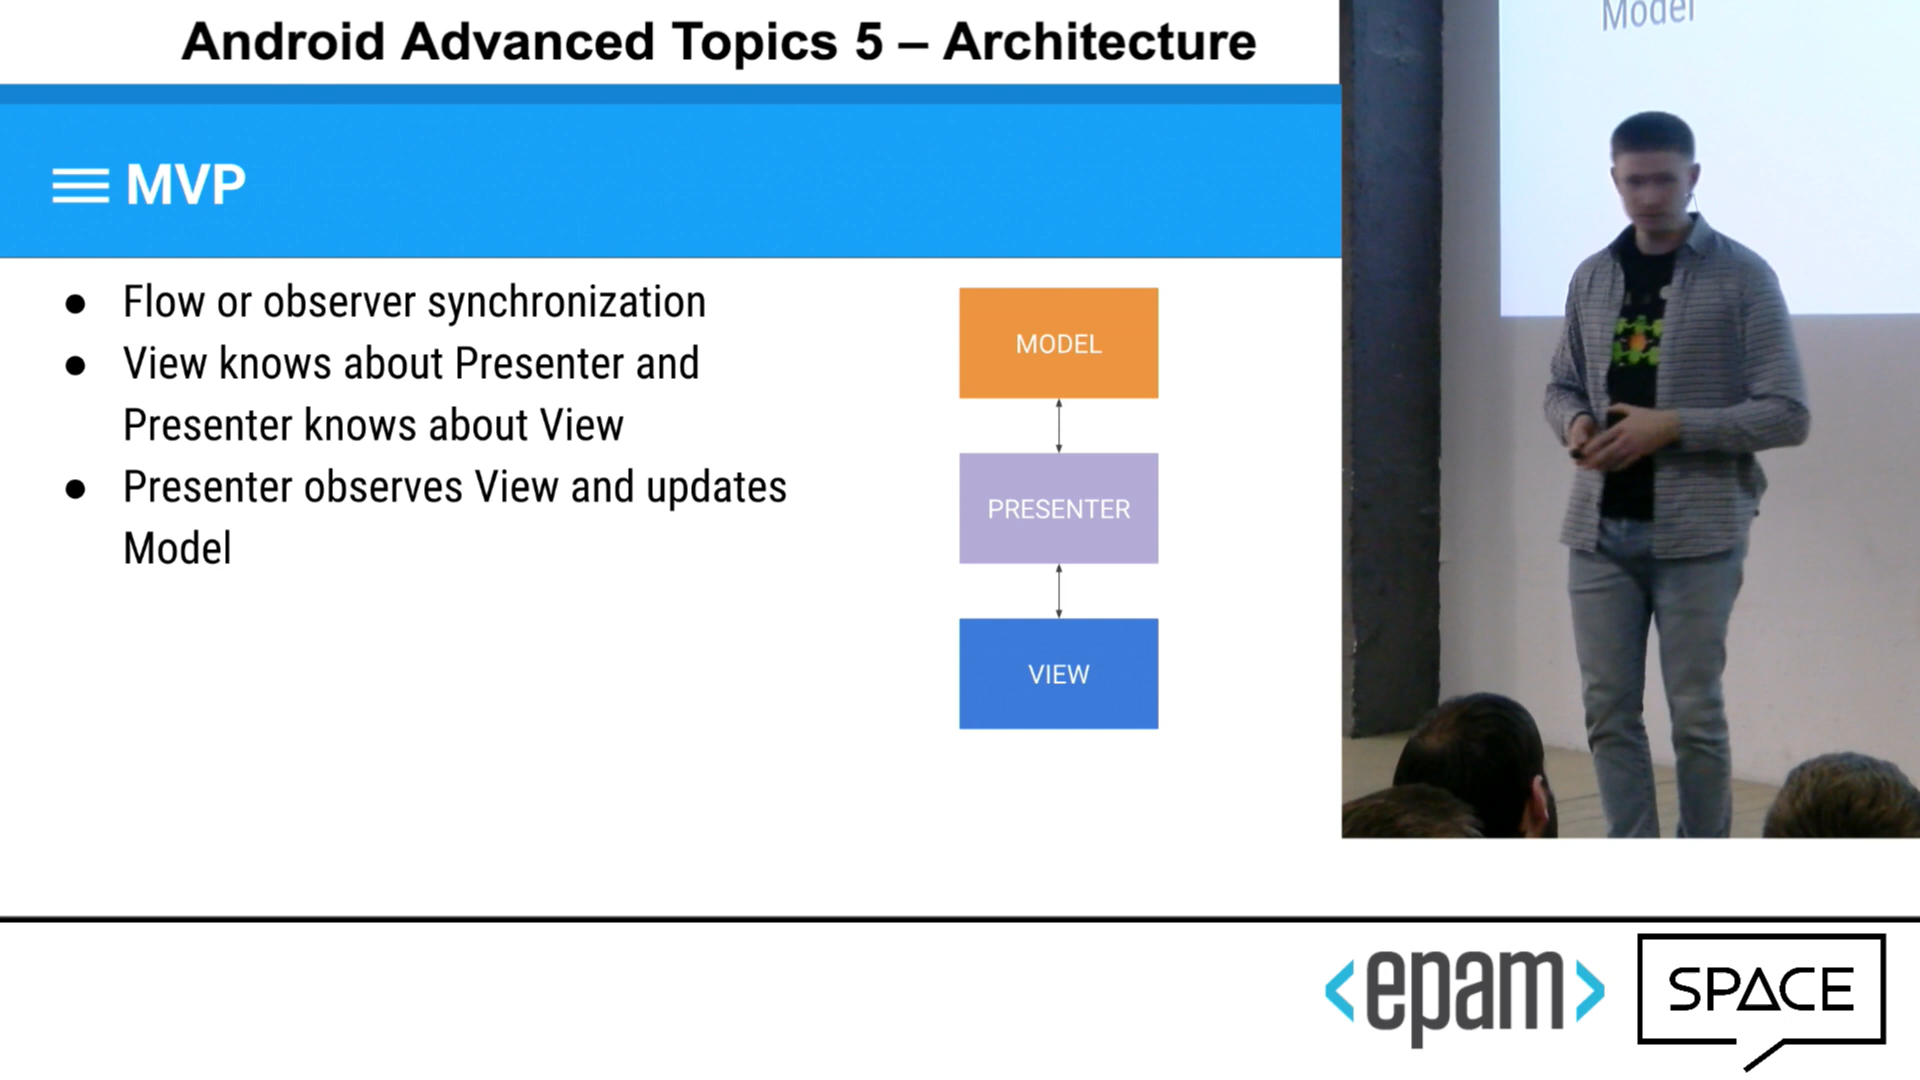 Android Advanced Topics 5 – Architecture
Model
MVP
● Flow or observer synchronization
● View knows about Presenter and
Presenter knows about View
● Presenter observes View and updates
Model
MODEL
PRESENTER
VIEW
<epam>
SPACE